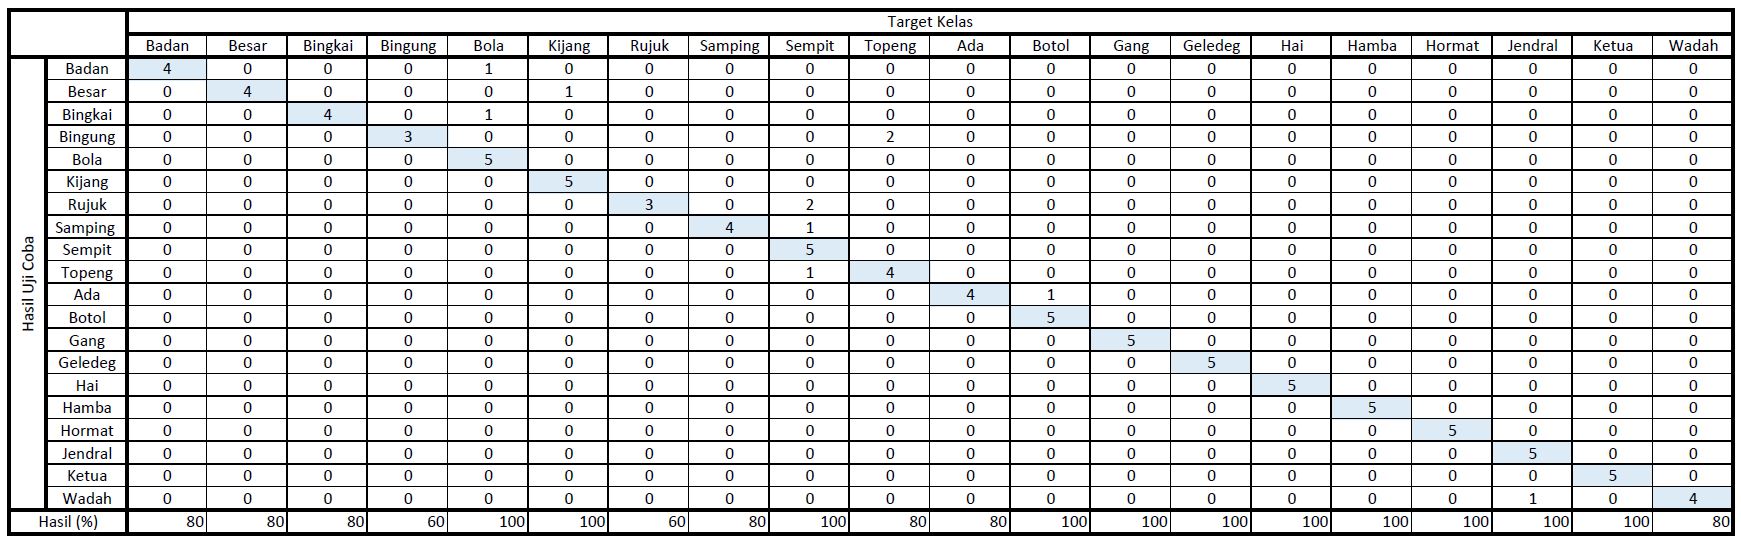 Target Kelas
Badan Besar Bingkai Bingung Bola Kijang Rujuk Samping Sempit Topeng Ada Botol Gang Geledeg Hai Hamba Hormat Jendral Ketua Wadah
Hasil Uji Coba
Badan 4 0 0 0 1 0 0 0 0 0 0 0 0 0 0 0 0 0 0 0
Besar 0 4 0 0 0 1 0 0 0 0 0 0 0 0 0 0 0 0 0 0
Bingkai 0 0 4 0 1 0 0 0 0 0 0 0 0 0 0 0 0 0 0 0
Bingung 0 0 0 3 0 0 0 0 0 2 0 0 0 0 0 0 0 0 0 0
Bola 0 0 0 0 5 0 0 0 0 0 0 0 0 0 0 0 0 0 0 0
Kijang 0 0 0 0 0 5 0 0 0 0 0 0 0 0 0 0 0 0 0 0
Rujuk 0 0 0 0 0 0 3 0 2 0 0 0 0 0 0 0 0 0 0 0
Samping 0 0 0 0 0 0 0 4 1 0 0 0 0 0 0 0 0 0 0 0
Sempit 0 0 0 0 0 0 0 0 5 0 0 0 0 0 0 0 0 0 0 0
Topeng 0 0 0 0 0 0 0 0 1 4 0 0 0 0 0 0 0 0 0 0
Ada 0 0 0 0 0 0 0 0 0 0 4 1 0 0 0 0 0 0 0 0
Botol 0 0 0 0 0 0 0 0 0 0 0 5 0 0 0 0 0 0 0 0
Gang 0 0 0 0 0 0 0 0 0 0 0 0 5 0 0 0 0 0 0 0
Geledeg 0 0 0 0 0 0 0 0 0 0 0 0 0 5 0 0 0 0 0 0
Hai 0 0 0 0 0 0 0 0 0 0 0 0 0 0 5 0 0 0 0 0
Hamba 0 0 0 0 0 0 0 0 0 0 0 0 0 0 0 5 0 0 0 0
Hormat 0 0 0 0 0 0 0 0 0 0 0 0 0 0 0 0 5 0 0 0
Jendral 0 0 0 0 0 0 0 0 0 0 0 0 0 0 0 0 0 5 0 0
Ketua 0 0 0 0 0 0 0 0 0 0 0 0 0 0 0 0 0 0 5 0
Wadah 0 0 0 0 0 0 0 0 0 0 0 0 0 0 0 0 0 1 0 4
Hasil (%) 80 80 80 60 100 100 60 80 100 80 80 100 100 100 100 100 100 100 100 80